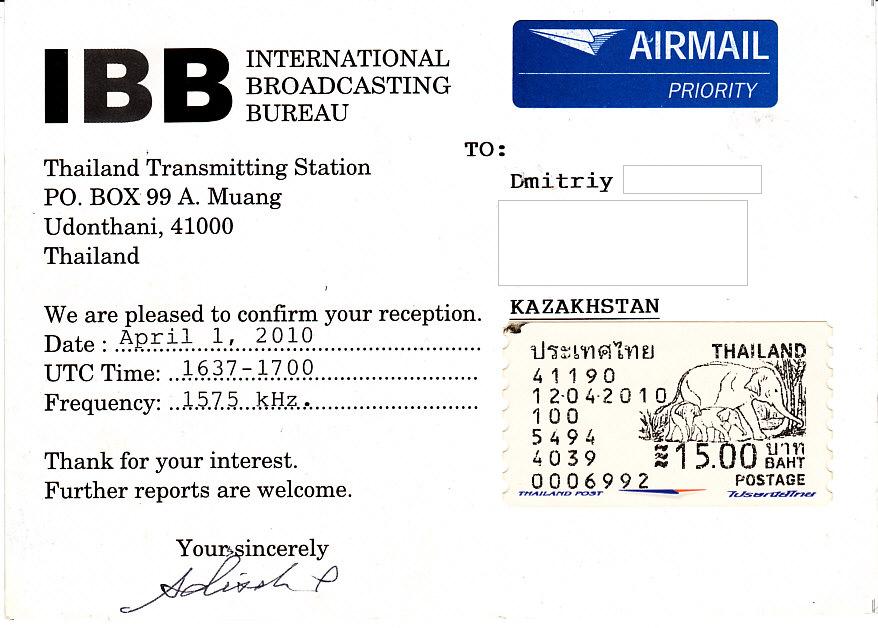 IBB INTERNATIONAL
BROADCASTING
BUREAU
AIRMAIL
PRIORITY
Thailand Transmitting Station
PO. BOX 99 A. Muang
Udonthani, 41000
Thailand
TO:
Dmitriy
KAZAKHSTAN
We are pleased to confirm your reception.
Date : April 1, 2010
UTC Time: 1637-1700
Frequency: 1575 kHz.
Thank for your interest.
Further reports are welcome.
Your sincerely
ประเทศไทย THAILAND
41190
12·04·2010
100
5494
4039
0006992
≋15.00 บาท
BAHT
POSTAGE
THAILAND POST ไปรษณีย์ไทย